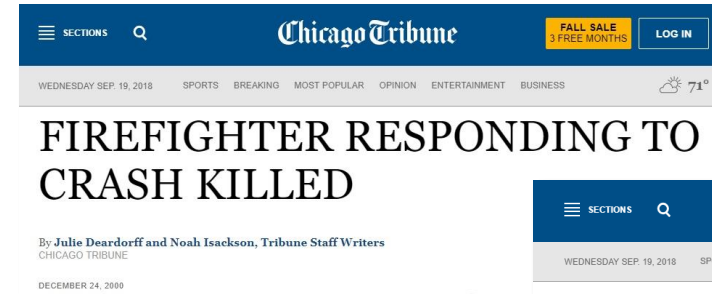 SECTIONS
Chicago Tribune
FALL SALE
3 FREE MONTHS
LOG IN
WEDNESDAY SEP. 19, 2018 SPORTS BREAKING MOST POPULAR OPINION ENTERTAINMENT BUSINESS 71°
FIREFIGHTER RESPONDING TO
CRASH KILLED
By Julie Deardorff and Noah Isackson, Tribune Staff Writers
CHICAGO TRIBUNE
DECEMBER 24, 2000
SECTIONS
WEDNESDAY SEP. 19, 2018 SP